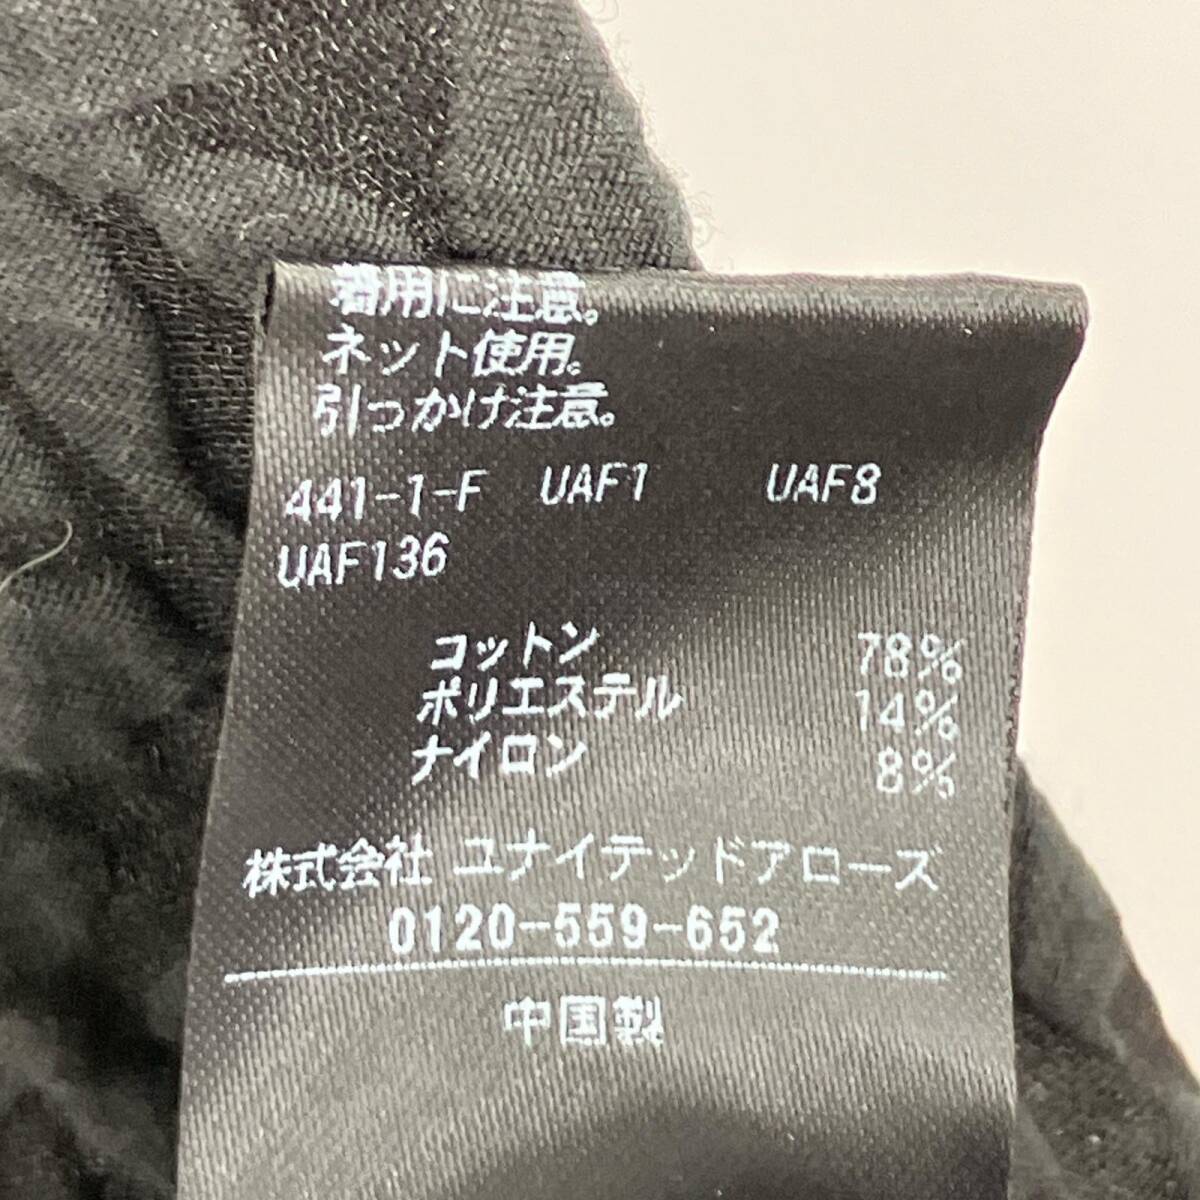 着用に注意。
ネット使用。
引っかけ注意。
441-1-F UAF1 UAF8
UAF136
コットン 78%
ポリエステル 14%
ナイロン 8%
株式会社 ユナイテッドアローズ
0120-559-652
中国製